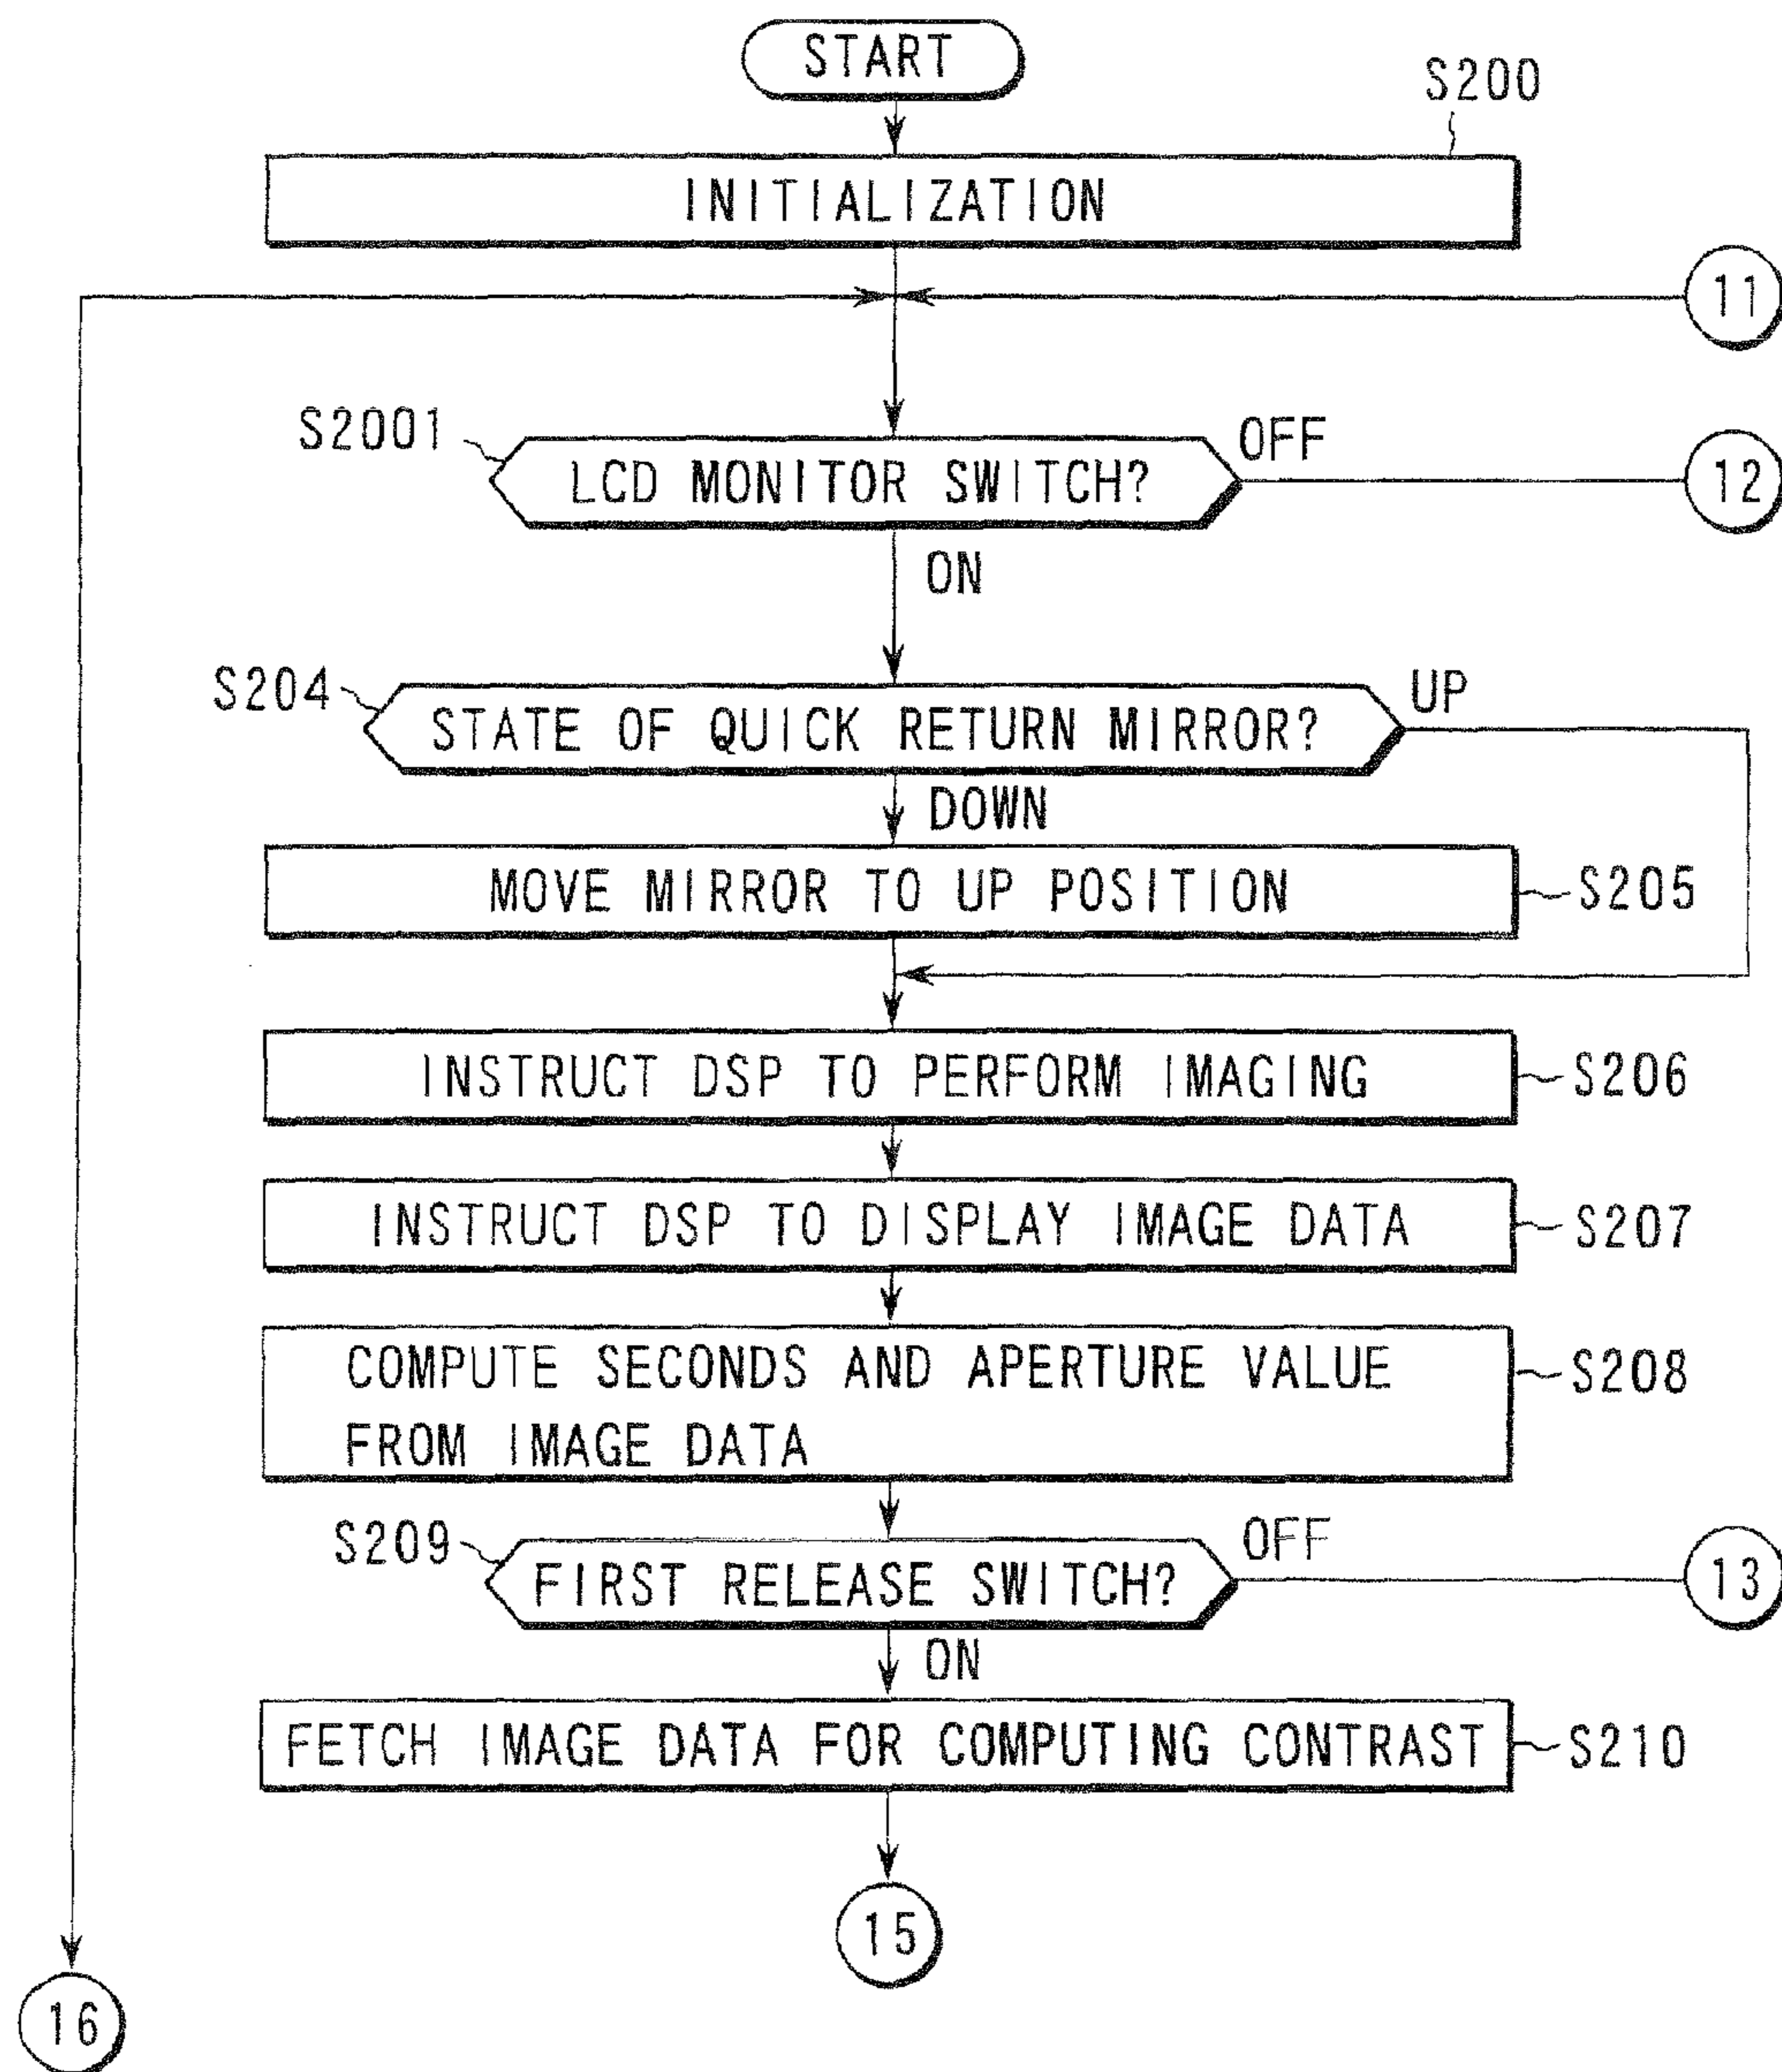 START
S200
INITIALIZATION
11
S2001
LCD MONITOR SWITCH?
OFF
12
ON
S204
STATE OF QUICK RETURN MIRROR?
UP
DOWN
MOVE MIRROR TO UP POSITION
S205
INSTRUCT DSP TO PERFORM IMAGING
S206
INSTRUCT DSP TO DISPLAY IMAGE DATA
S207
COMPUTE SECONDS AND APERTURE VALUE
FROM IMAGE DATA
S208
S209
FIRST RELEASE SWITCH?
OFF
13
ON
FETCH IMAGE DATA FOR COMPUTING CONTRAST
S210
15
16